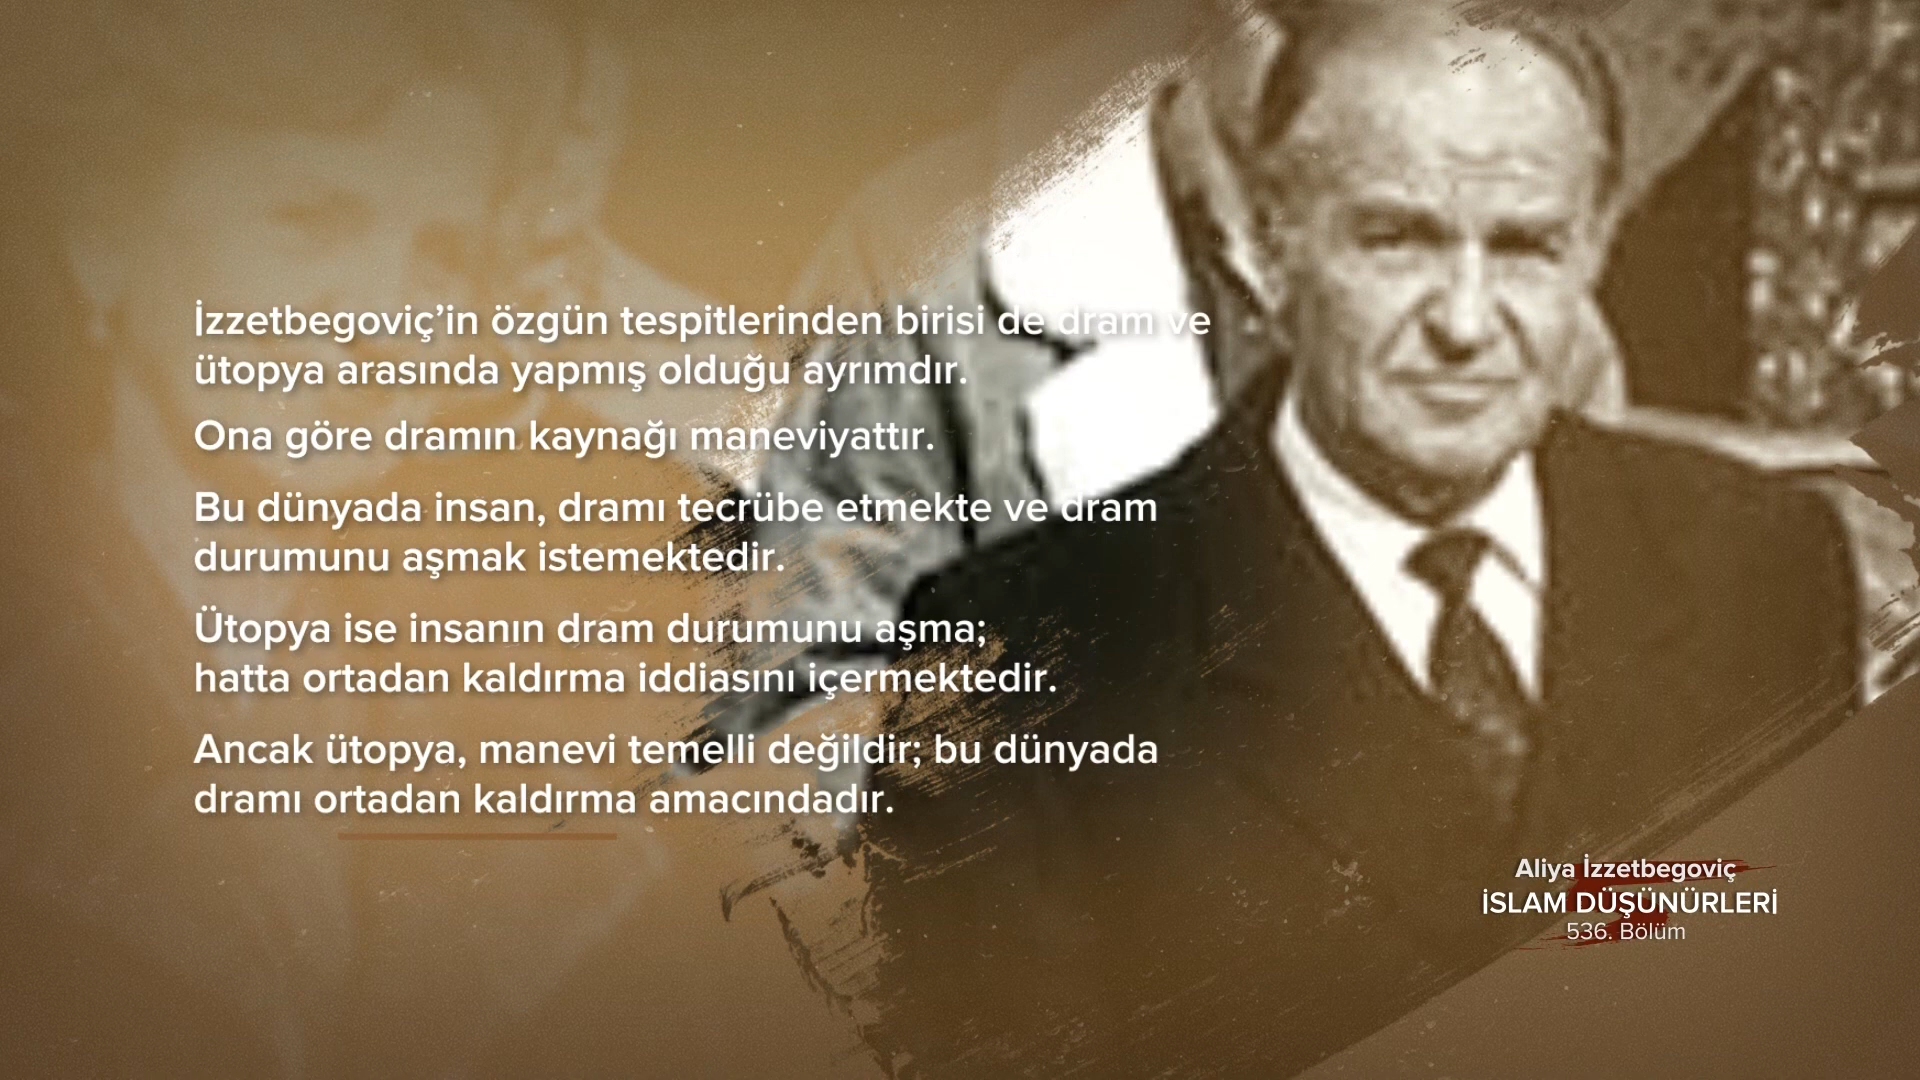 İzzetbegoviç’in özgün tespitlerinden birisi de dram ve
ütopya arasında yapmış olduğu ayrımdır.
Ona göre dramın kaynağı maneviyattır.
Bu dünyada insan, dramı tecrübe etmekte ve dram
durumunu aşmak istemektedir.
Ütopya ise insanın dram durumunu aşma;
hatta ortadan kaldırma iddiasını içermektedir.
Ancak ütopya, manevi temelli değildir; bu dünyada
dramı ortadan kaldırma amacındadır.
Aliya İzzetbegoviç
İSLAM DÜŞÜNÜRLERİ
536. Bölüm